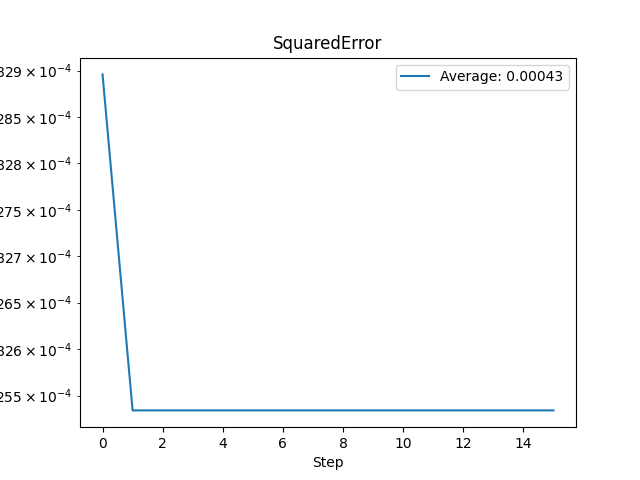 SquaredError
Average: 0.00043
329 × 10⁻⁴
285 × 10⁻⁴
328 × 10⁻⁴
275 × 10⁻⁴
327 × 10⁻⁴
265 × 10⁻⁴
326 × 10⁻⁴
255 × 10⁻⁴
0 2 4 6 8 10 12 14
Step